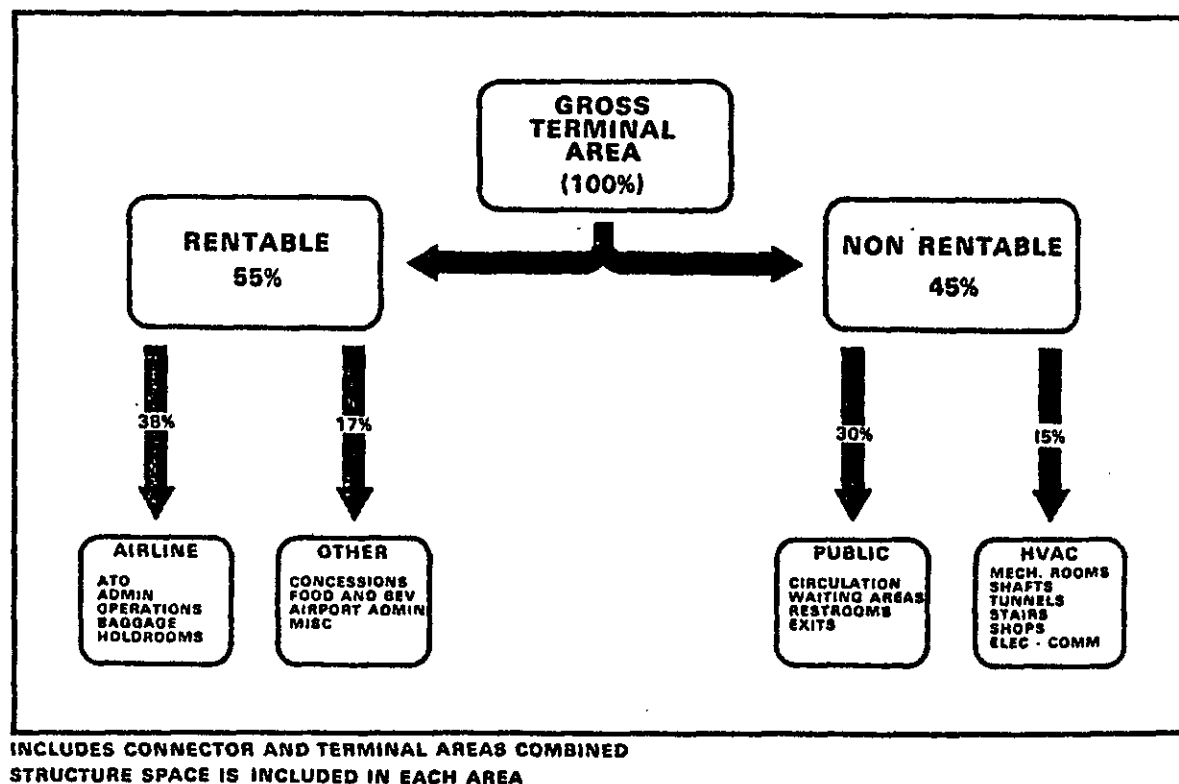 GROSS
TERMINAL
AREA
(100%)
RENTABLE
55%
NON RENTABLE
45%
38%
17%
30%
15%
AIRLINE
ATO
ADMIN
OPERATIONS
BAGGAGE
HOLDROOMS
OTHER
CONCESSIONS
FOOD AND BEV
AIRPORT ADMIN
MISC
PUBLIC
CIRCULATION
WAITING AREAS
RESTROOMS
EXITS
HVAC
MECH. ROOMS
SHAFTS
TUNNELS
STAIRS
SHOPS
ELEC - COMM
INCLUDES CONNECTOR AND TERMINAL AREAS COMBINED
STRUCTURE SPACE IS INCLUDED IN EACH AREA